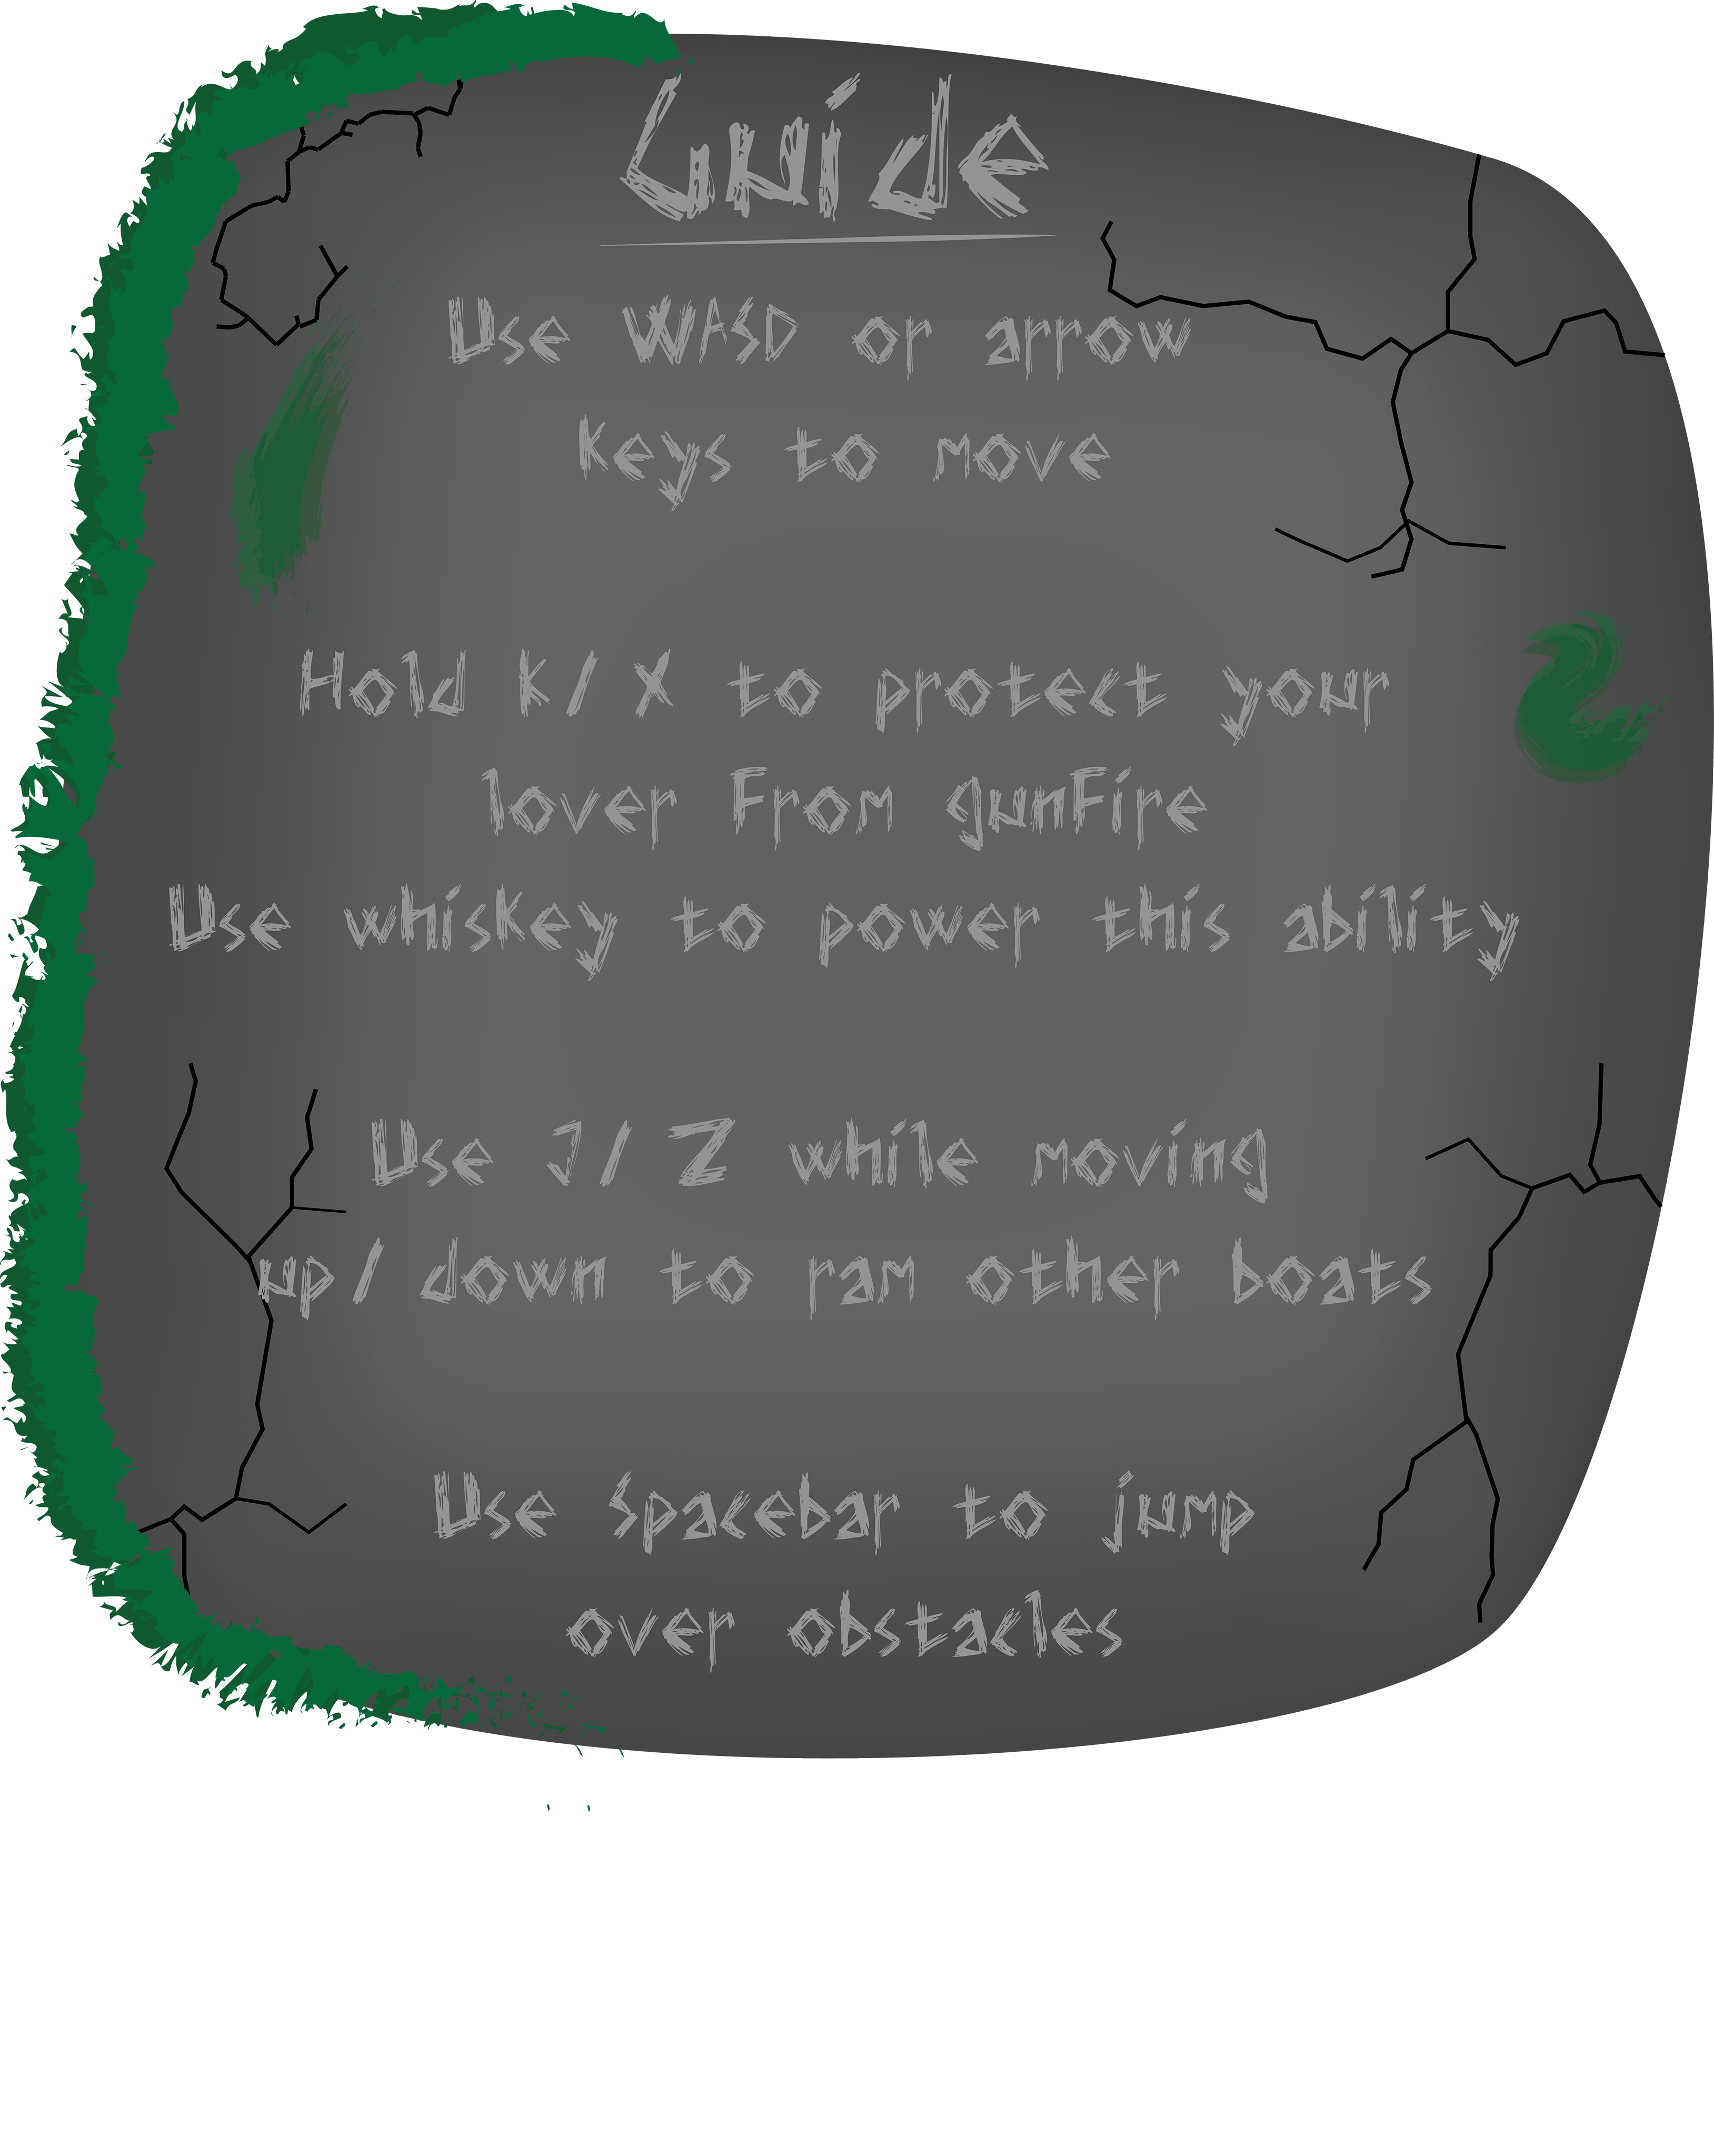 Guide
Use WASD or arrow
Keys to move
Hold K/X to protect your
lover From gunFire
Use whisKey to power this ability
Use J/Z while moving
up/down to ram other boats
Use Spacebar to jump
over obstacles